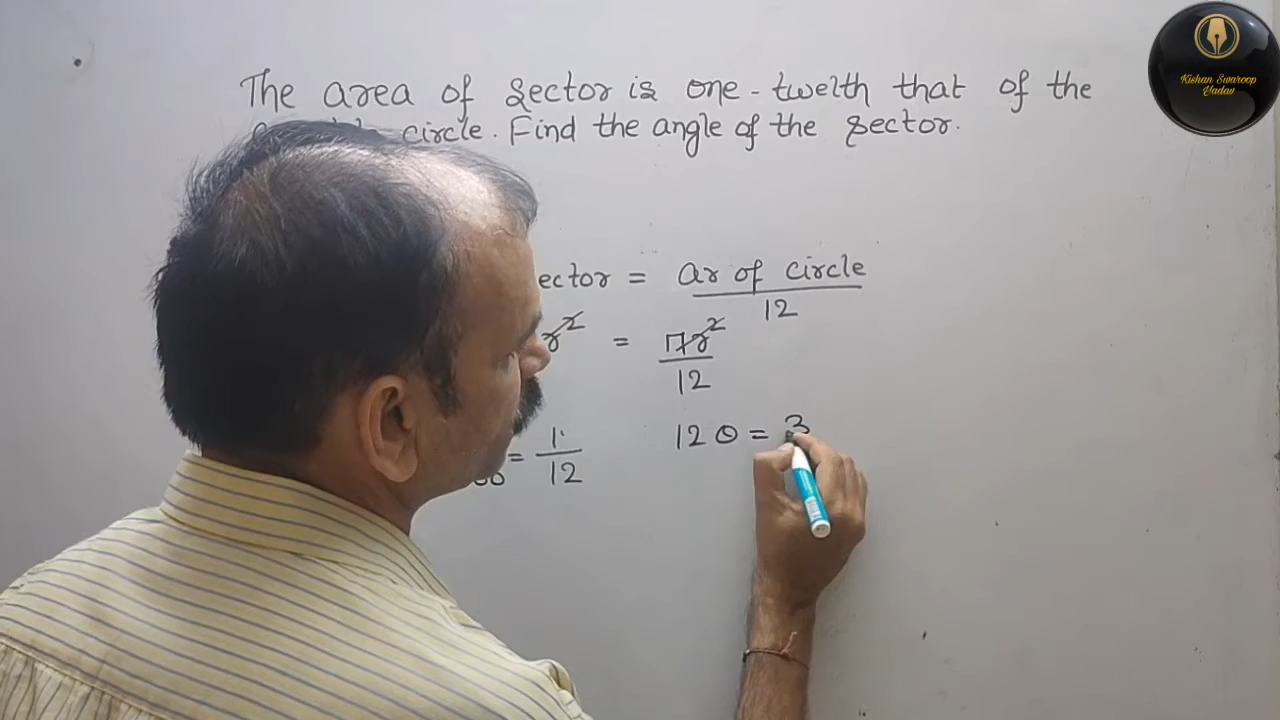 The area of sector is one-twelth that of the
circle. Find the angle of the sector.
ector = ar of circle
12
r² = πr²
12
= 1
12
12θ = 3
Kishan Swaroop
Yadav